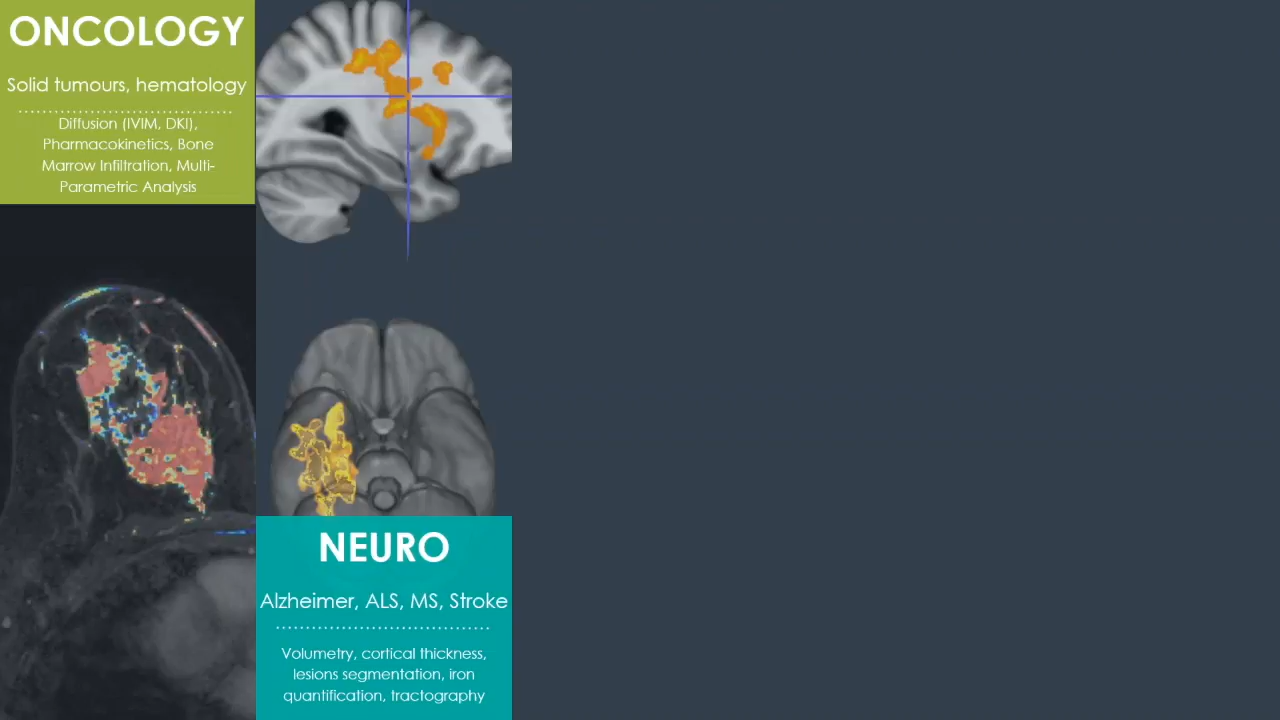 ONCOLOGY
Solid tumours, hematology
Diffusion (IVIM, DKI),
Pharmacokinetics, Bone
Marrow Infiltration, Multi-
Parametric Analysis
NEURO
Alzheimer, ALS, MS, Stroke
Volumetry, cortical thickness,
lesions segmentation, iron
quantification, tractography